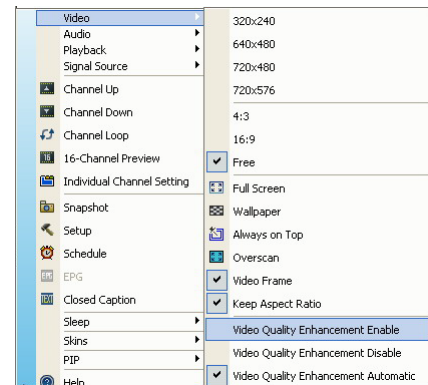 Video
Audio
Playback
Signal Source
Channel Up
Channel Down
Channel Loop
16-Channel Preview
Individual Channel Setting
Snapshot
Setup
Schedule
EPG
Closed Caption
Sleep
Skins
PIP
Help
320x240
640x480
720x480
720x576
4:3
16:9
Free
Full Screen
Wallpaper
Always on Top
Overscan
Video Frame
Keep Aspect Ratio
Video Quality Enhancement Enable
Video Quality Enhancement Disable
Video Quality Enhancement Automatic